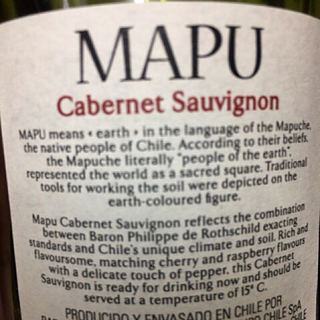 MAPU
Cabernet Sauvignon
MAPU means « earth » in the language of the Mapuche,
the native people of Chile. According to their beliefs,
the Mapuche literally "people of the earth",
represented the world as a sacred square. Traditional
tools for working the soil were depicted on the
earth-coloured figure.
Mapu Cabernet Sauvignon reflects the combination
between Baron Philippe de Rothschild exacting
standards and Chile's unique climate and soil. Rich and
flavoursome, matching cherry and raspberry flavours
with a delicate touch of pepper, this Cabernet
Sauvignon is ready for drinking now and should be
served at a temperature of 15° C.
PRODUCIDO Y ENVASADO EN CHILE POR
CHILE SpA